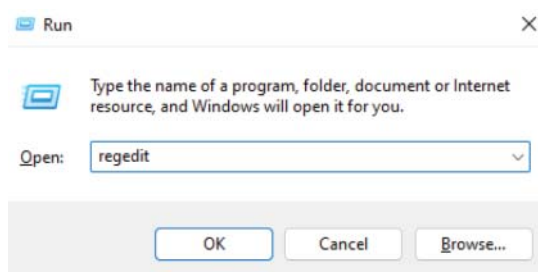 Run
Type the name of a program, folder, document or Internet
resource, and Windows will open it for you.
Open: regedit
OK Cancel Browse...